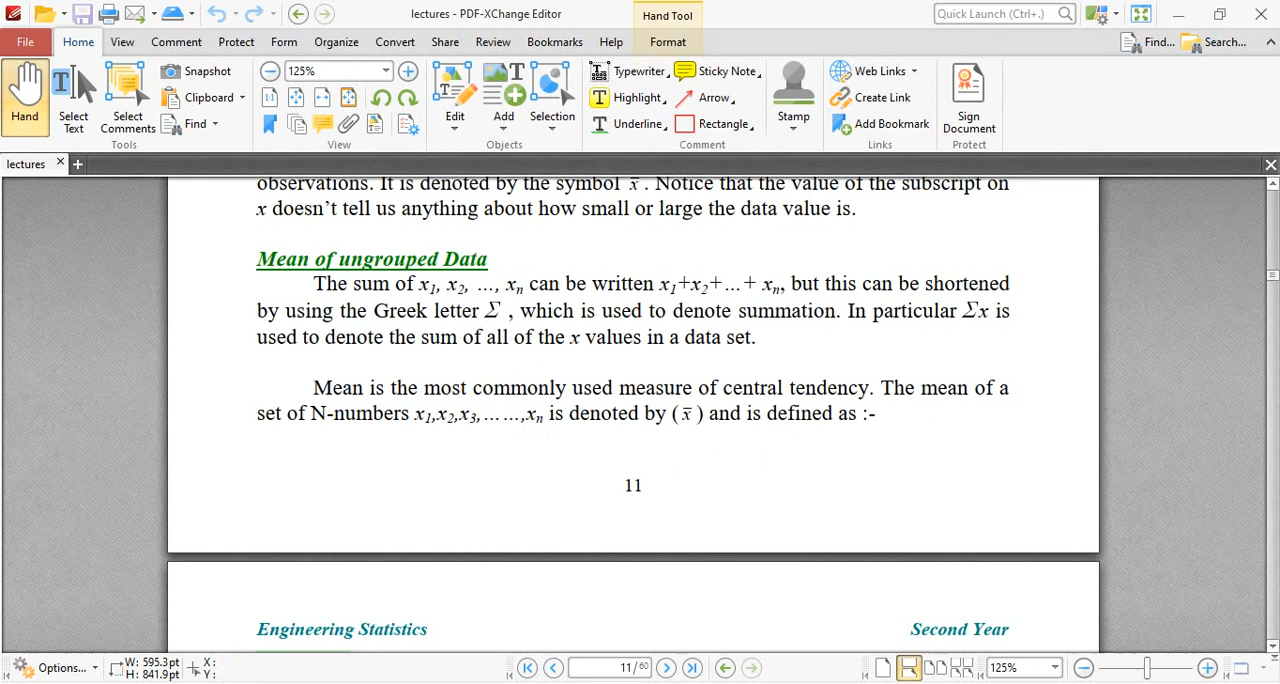 lectures - PDF-XChange Editor
Hand Tool
Quick Launch (Ctrl+.)
File Home View Comment Protect Form Organize Convert Share Review Bookmarks Help Format
Find... Search...
Hand
Select Text
Select Comments
Snapshot
Clipboard
Find
Tools
125%
View
Edit
Add
Selection
Objects
Typewriter
Highlight
Underline
Sticky Note
Arrow
Rectangle
Stamp
Comment
Web Links
Create Link
Add Bookmark
Links
Sign Document
Protect
lectures
observations. It is denoted by the symbol x̄ . Notice that the value of the subscript on
x doesn't tell us anything about how small or large the data value is.
Mean of ungrouped Data
The sum of x₁, x₂, …, xₙ can be written x₁+x₂+…+ xₙ, but this can be shortened
by using the Greek letter Σ , which is used to denote summation. In particular Σx is
used to denote the sum of all of the x values in a data set.
Mean is the most commonly used measure of central tendency. The mean of a
set of N-numbers x₁,x₂,x₃,……,xₙ is denoted by ( x̄ ) and is defined as :-
11
Engineering Statistics Second Year
Options...
W: 595.3pt
H: 841.9pt
X:
Y:
11/60
125%